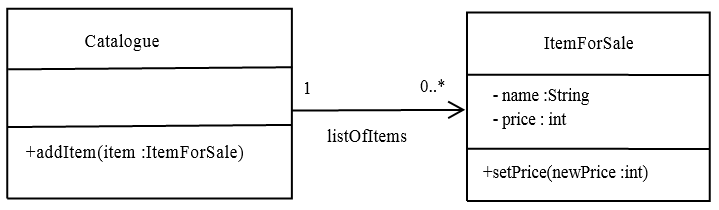 Catalogue
+addItem(item :ItemForSale)
1
0..*
listOfItems
ItemForSale
- name :String
- price : int
+setPrice(newPrice :int)